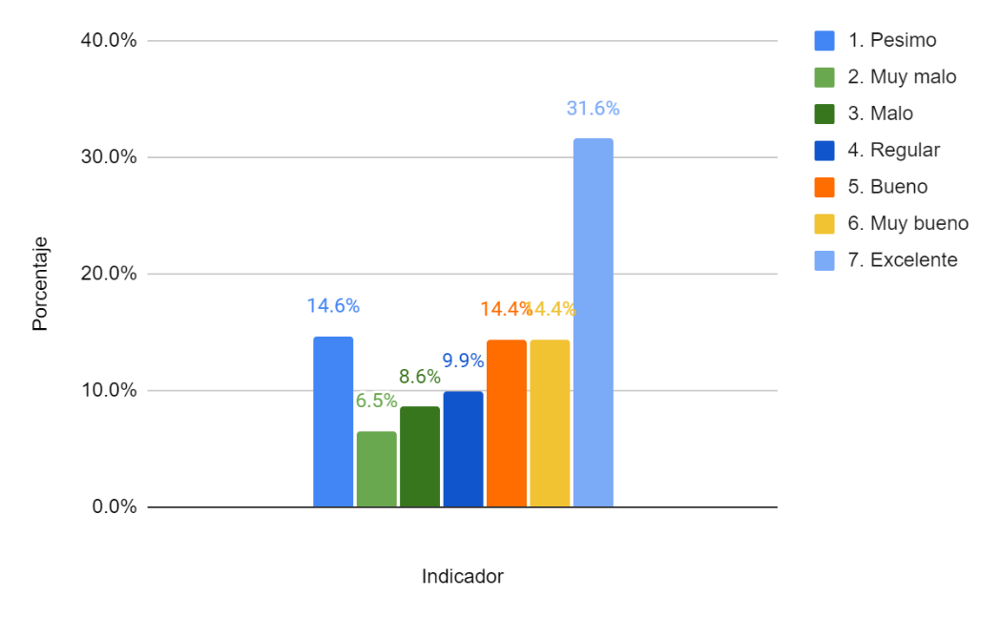 40.0%
30.0%
20.0%
10.0%
0.0%
Porcentaje
14.6%
6.5%
8.6%
9.9%
14.4%
14.4%
31.6%
Indicador
1. Pesimo
2. Muy malo
3. Malo
4. Regular
5. Bueno
6. Muy bueno
7. Excelente